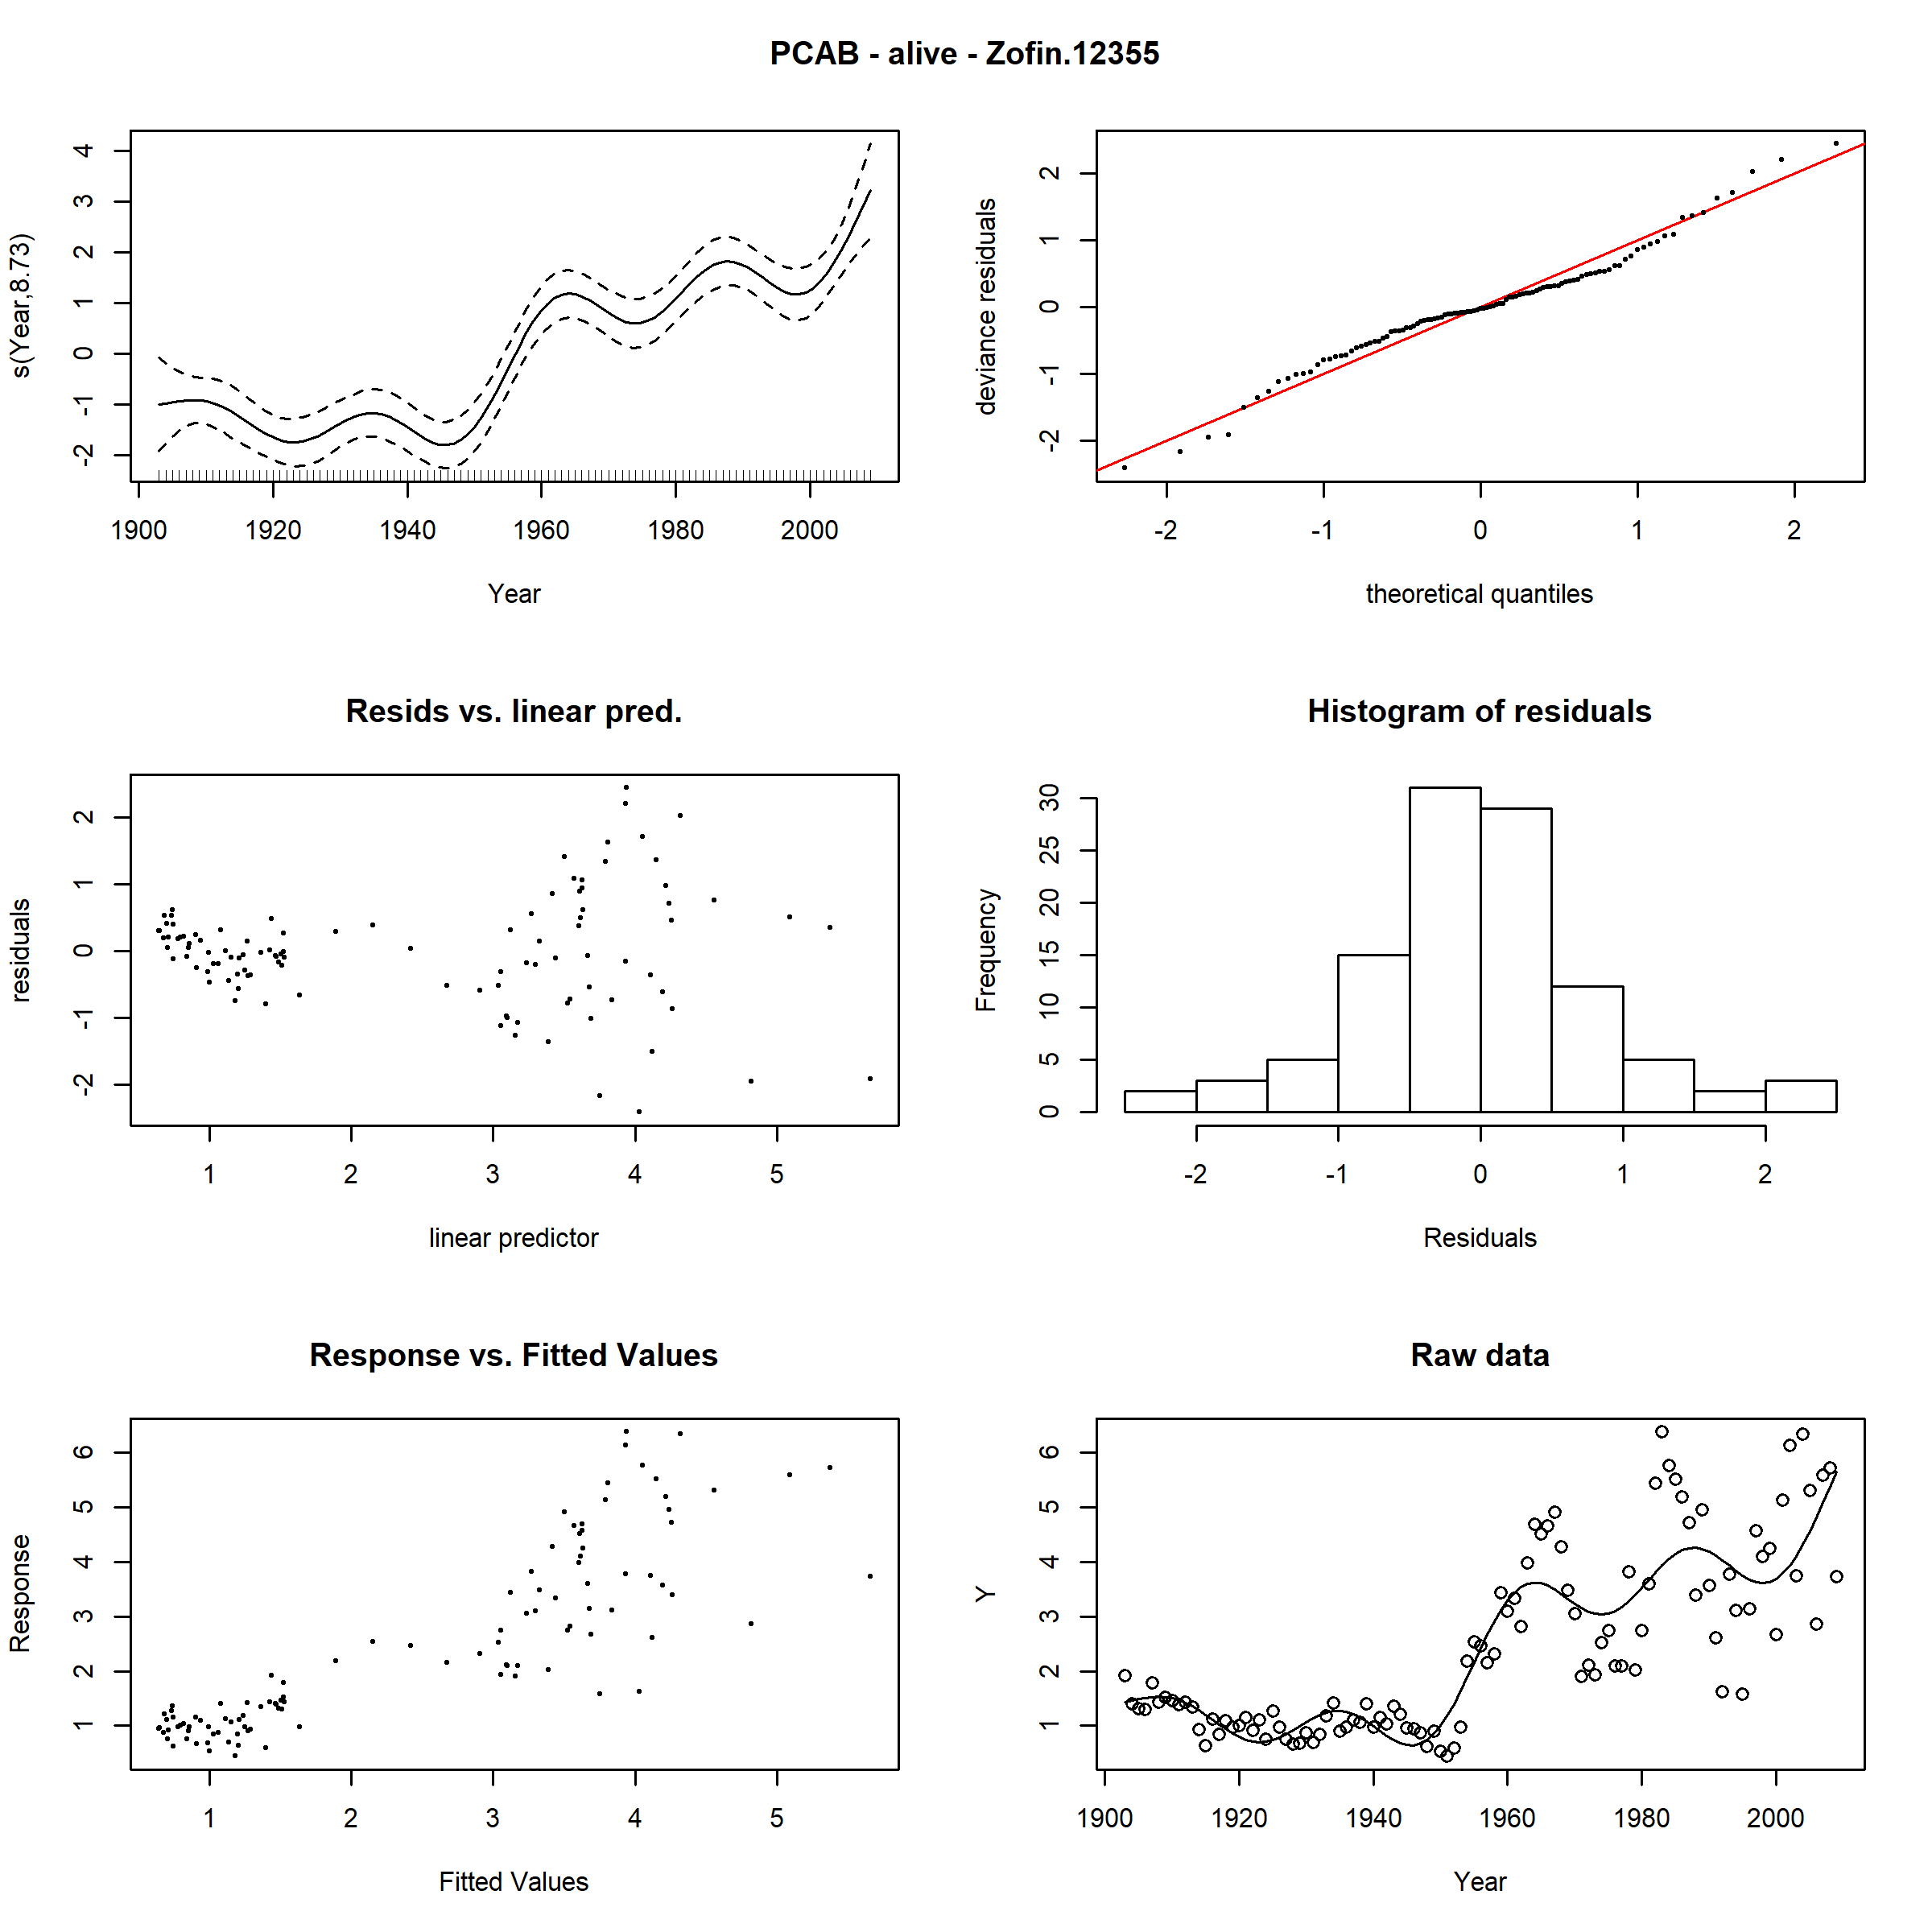 PCAB - alive - Zofin.12355
s(Year,8.73)
4
3
2
1
0
-1
-2
1900 1920 1940 1960 1980 2000
Year
deviance residuals
2
1
0
-1
-2
-2 -1 0 1 2
theoretical quantiles
Resids vs. linear pred.
residuals
2
1
0
-1
-2
1 2 3 4 5
linear predictor
Histogram of residuals
Frequency
30
25
20
15
10
5
0
-2 -1 0 1 2
Residuals
Response vs. Fitted Values
Response
6
5
4
3
2
1
1 2 3 4 5
Fitted Values
Raw data
Y
6
5
4
3
2
1
1900 1920 1940 1960 1980 2000
Year